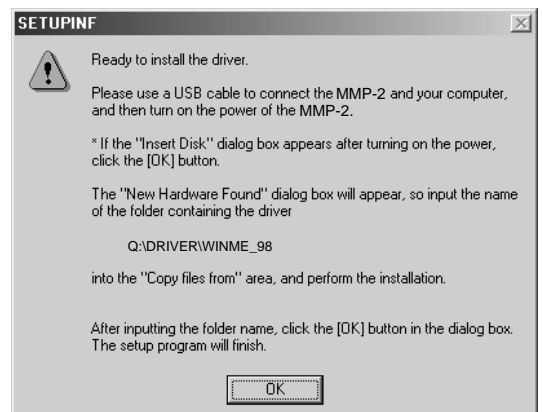 SETUPINF
Ready to install the driver.
Please use a USB cable to connect the MMP-2 and your computer,
and then turn on the power of the MMP-2.
* If the "Insert Disk" dialog box appears after turning on the power,
click the [OK] button.
The "New Hardware Found" dialog box will appear, so input the name
of the folder containing the driver
Q:\DRIVER\WINME_98
into the "Copy files from" area, and perform the installation.
After inputting the folder name, click the [OK] button in the dialog box.
The setup program will finish.
OK